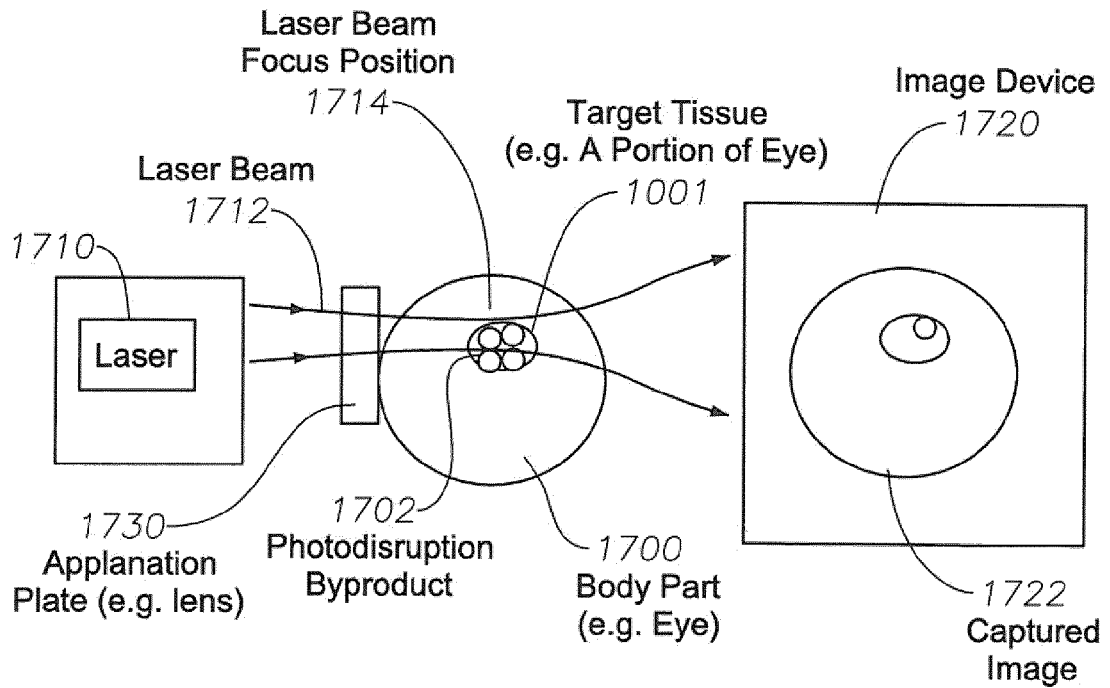 Laser Beam
Focus Position
1714
Image Device
1720
Target Tissue
(e.g. A Portion of Eye)
1001
Laser Beam
1712
1710
Laser
1730
Applanation
Plate (e.g. lens)
1702
Photodisruption
Byproduct
1700
Body Part
(e.g. Eye)
1722
Captured
Image